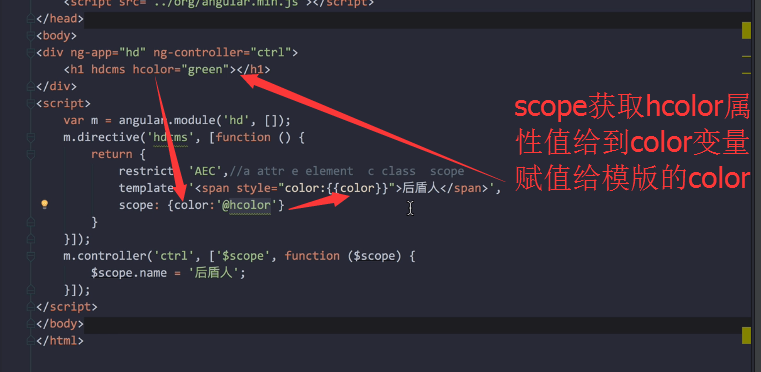 <script src="../org/angular.min.js"></script>
</head>
<body>
<div ng-app="hd" ng-controller="ctrl">
<h1 hdcms hcolor="green"></h1>
</div>
<script>
var m = angular.module('hd', []);
m.directive('hdcms', [function () {
return {
restrict: 'AEC',//a attr e element  c class  scope
template: '<span style="color:{{color}}">后盾人</span>',
scope: {color:'@hcolor'}
}
}]);
m.controller('ctrl', ['$scope', function ($scope) {
$scope.name = '后盾人';
}]);
</script>
</body>
</html>
scope获取hcolor属
性值给到color变量
赋值给模版的color